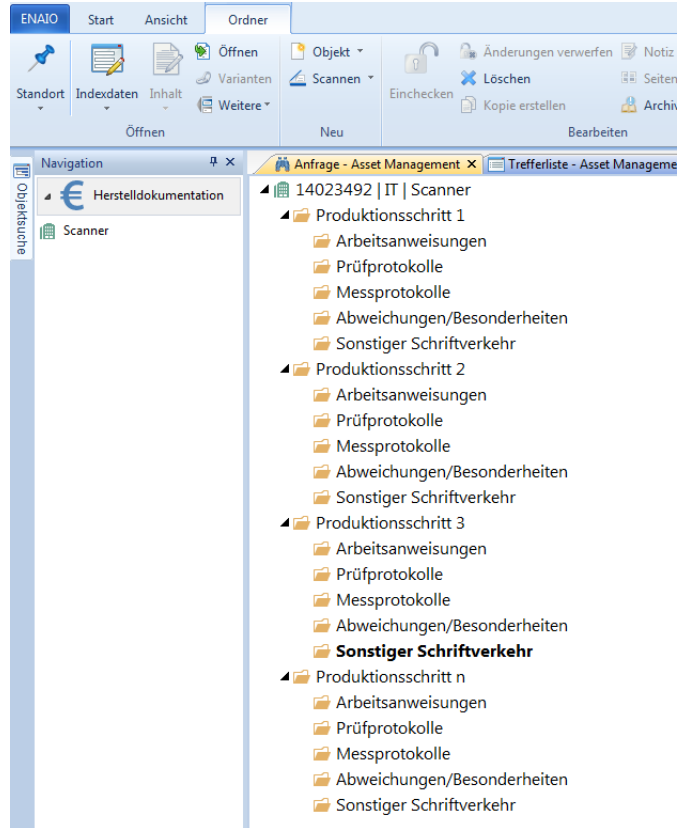 ENAIO Start Ansicht Ordner
Standort
Indexdaten
Inhalt
Öffnen
Varianten
Weitere
Öffnen
Objekt
Scannen
Neu
Einchecken
Änderungen verwerfen
Löschen
Kopie erstellen
Notiz
Seiten
Archiv
Bearbeiten
Objektsuche
Navigation
Herstelldokumentation
Scanner
Anfrage - Asset Management Trefferliste - Asset Manageme
14023492 | IT | Scanner
Produktionsschritt 1
Arbeitsanweisungen
Prüfprotokolle
Messprotokolle
Abweichungen/Besonderheiten
Sonstiger Schriftverkehr
Produktionsschritt 2
Arbeitsanweisungen
Prüfprotokolle
Messprotokolle
Abweichungen/Besonderheiten
Sonstiger Schriftverkehr
Produktionsschritt 3
Arbeitsanweisungen
Prüfprotokolle
Messprotokolle
Abweichungen/Besonderheiten
Sonstiger Schriftverkehr
Produktionsschritt n
Arbeitsanweisungen
Prüfprotokolle
Messprotokolle
Abweichungen/Besonderheiten
Sonstiger Schriftverkehr